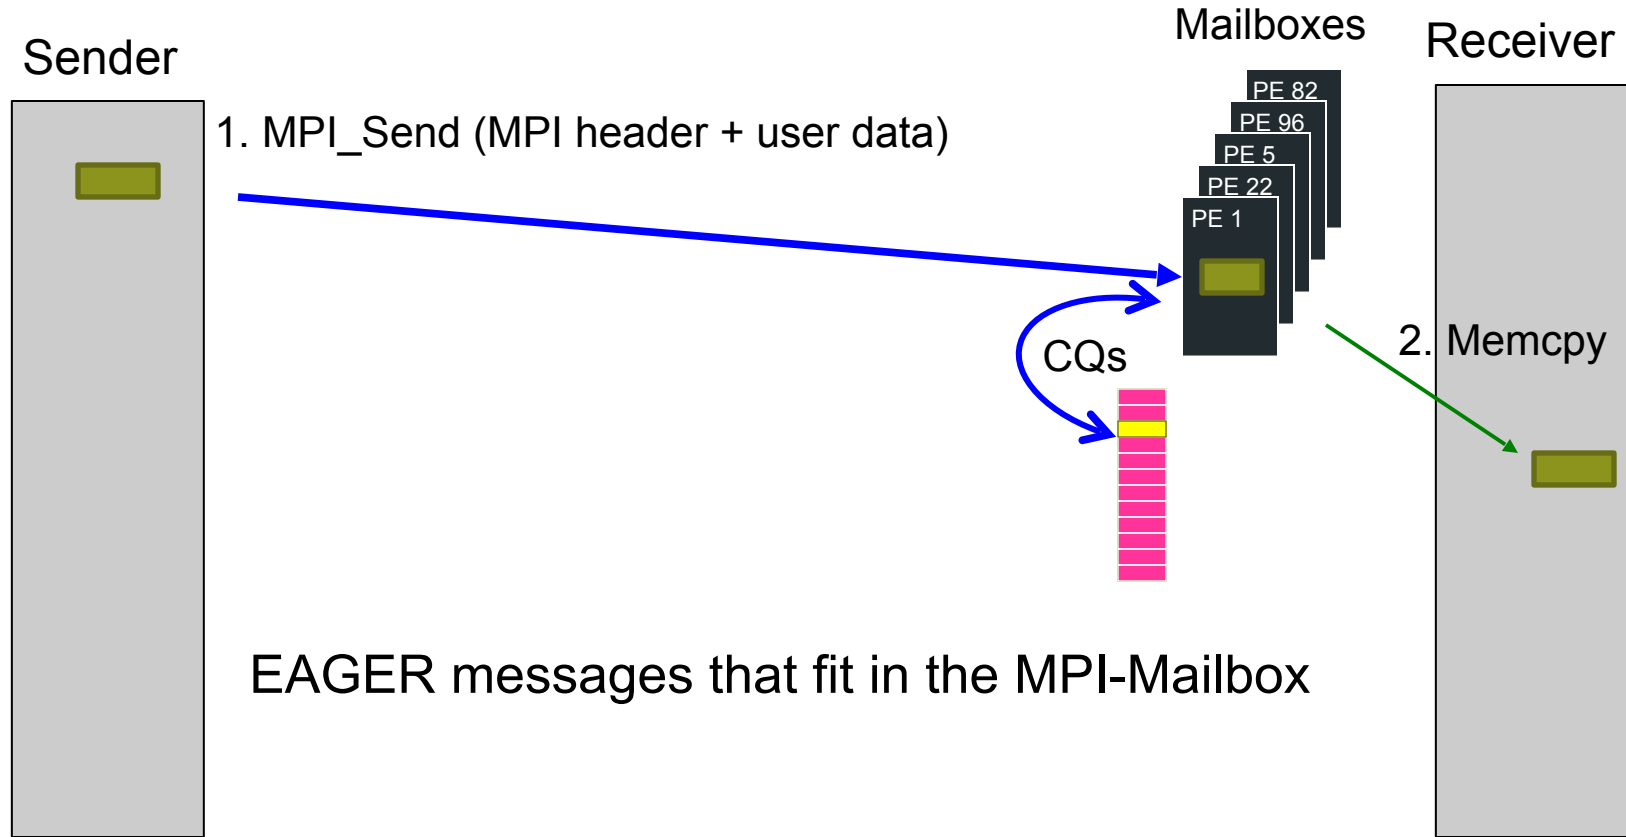 Sender
Mailboxes
Receiver
1. MPI_Send (MPI header + user data)
PE 82
PE 96
PE 5
PE 22
PE 1
CQs
2. Memcpy
EAGER messages that fit in the MPI-Mailbox